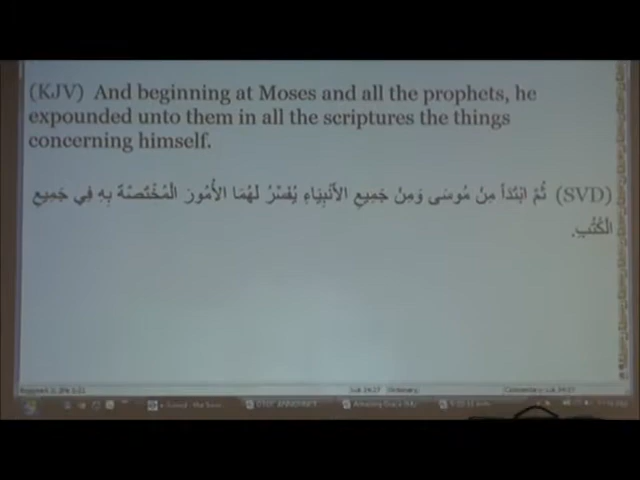 (KJV) And beginning at Moses and all the prophets, he
expounded unto them in all the scriptures the things
concerning himself.
(SVD) ثُمَّ ابْتَدَأَ مِنْ مُوسَى وَمِنْ جَمِيعِ الأَنْبِيَاءِ يُفَسِّرُ لَهُمَا الأُمُورَ الْمُخْتَصَّةَ بِهِ فِي جَمِيعِ
الْكُتُبِ.